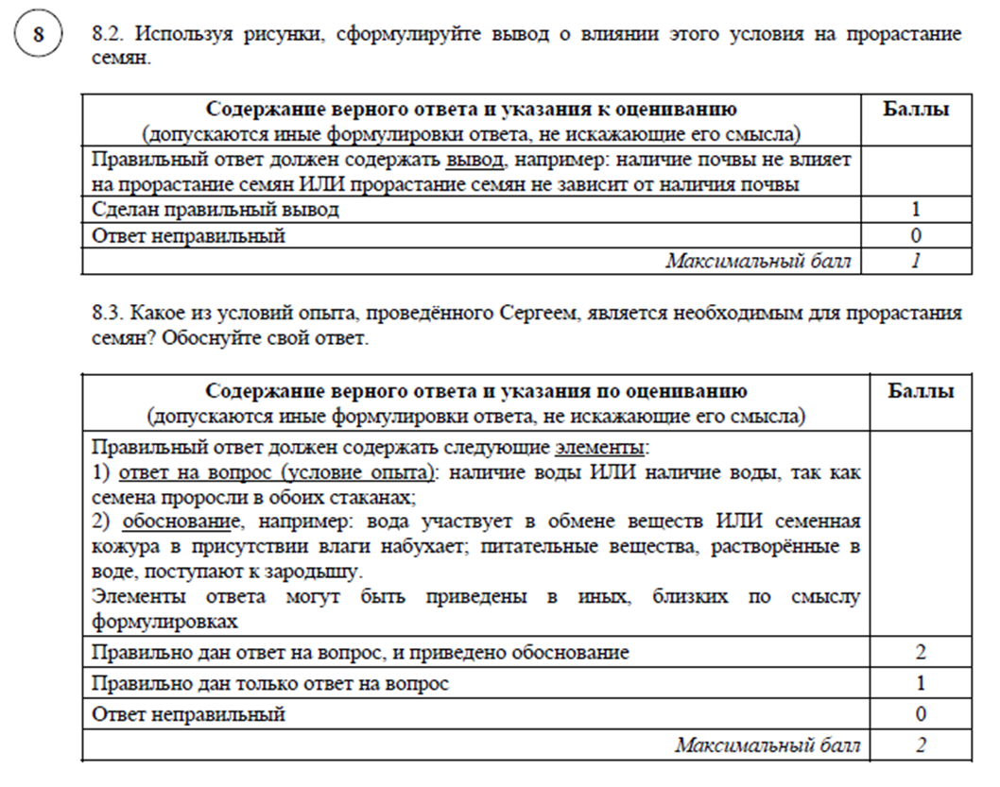 8
8.2. Используя рисунки, сформулируйте вывод о влиянии этого условия на прорастание
семян.
Содержание верного ответа и указания к оцениванию
(допускаются иные формулировки ответа, не искажающие его смысла)
Баллы
Правильный ответ должен содержать вывод, например: наличие почвы не влияет
на прорастание семян ИЛИ прорастание семян не зависит от наличия почвы
Сделан правильный вывод 1
Ответ неправильный 0
Максимальный балл 1
8.3. Какое из условий опыта, проведённого Сергеем, является необходимым для прорастания
семян? Обоснуйте свой ответ.
Содержание верного ответа и указания по оцениванию
(допускаются иные формулировки ответа, не искажающие его смысла)
Баллы
Правильный ответ должен содержать следующие элементы:
1) ответ на вопрос (условие опыта): наличие воды ИЛИ наличие воды, так как
семена проросли в обоих стаканах;
2) обоснование, например: вода участвует в обмене веществ ИЛИ семенная
кожура в присутствии влаги набухает; питательные вещества, растворённые в
воде, поступают к зародышу.
Элементы ответа могут быть приведены в иных, близких по смыслу
формулировках
Правильно дан ответ на вопрос, и приведено обоснование 2
Правильно дан только ответ на вопрос 1
Ответ неправильный 0
Максимальный балл 2